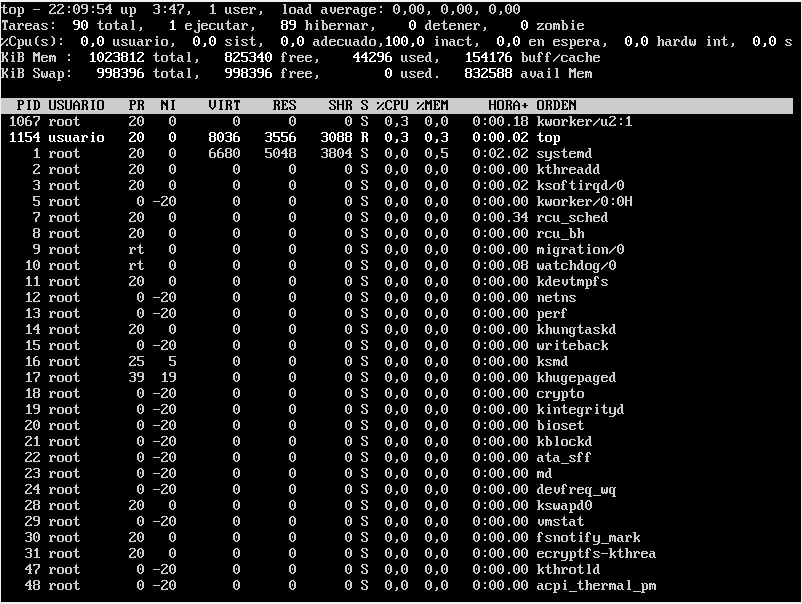 top - 22:09:54 up  3:47,  1 user,  load average: 0,00, 0,00, 0,00
Tareas:  90 total,   1 ejecutar,   89 hibernar,    0 detener,    0 zombie
%Cpu(s):  0,0 usuario,  0,0 sist,  0,0 adecuado,100,0 inact,  0,0 en espera,  0,0 hardw int,  0,0 s
KiB Mem :  1023812 total,   825340 free,    44296 used,   154176 buff/cache
KiB Swap:   998396 total,   998396 free,        0 used.   832588 avail Mem
PID USUARIO   PR  NI    VIRT    RES    SHR S %CPU %MEM     HORA+ ORDEN
1067 root      20   0       0      0      0 S  0,3  0,0   0:00.18 kworker/u2:1
1154 usuario   20   0    8036   3556   3088 R  0,3  0,3   0:00.02 top
1 root      20   0    6680   5048   3804 S  0,0  0,5   0:02.02 systemd
2 root      20   0       0      0      0 S  0,0  0,0   0:00.00 kthreadd
3 root      20   0       0      0      0 S  0,0  0,0   0:00.02 ksoftirqd/0
5 root       0 -20       0      0      0 S  0,0  0,0   0:00.00 kworker/0:0H
7 root      20   0       0      0      0 S  0,0  0,0   0:00.34 rcu_sched
8 root      20   0       0      0      0 S  0,0  0,0   0:00.00 rcu_bh
9 root      rt   0       0      0      0 S  0,0  0,0   0:00.00 migration/0
10 root      rt   0       0      0      0 S  0,0  0,0   0:00.08 watchdog/0
11 root      20   0       0      0      0 S  0,0  0,0   0:00.00 kdevtmpfs
12 root       0 -20       0      0      0 S  0,0  0,0   0:00.00 netns
13 root       0 -20       0      0      0 S  0,0  0,0   0:00.00 perf
14 root      20   0       0      0      0 S  0,0  0,0   0:00.00 khungtaskd
15 root       0 -20       0      0      0 S  0,0  0,0   0:00.00 writeback
16 root      25   5       0      0      0 S  0,0  0,0   0:00.00 ksmd
17 root      39  19       0      0      0 S  0,0  0,0   0:00.00 khugepaged
18 root       0 -20       0      0      0 S  0,0  0,0   0:00.00 crypto
19 root       0 -20       0      0      0 S  0,0  0,0   0:00.00 kintegrityd
20 root       0 -20       0      0      0 S  0,0  0,0   0:00.00 bioset
21 root       0 -20       0      0      0 S  0,0  0,0   0:00.00 kblockd
22 root       0 -20       0      0      0 S  0,0  0,0   0:00.00 ata_sff
23 root       0 -20       0      0      0 S  0,0  0,0   0:00.00 md
24 root       0 -20       0      0      0 S  0,0  0,0   0:00.00 devfreq_wq
28 root      20   0       0      0      0 S  0,0  0,0   0:00.00 kswapd0
29 root       0 -20       0      0      0 S  0,0  0,0   0:00.00 vmstat
30 root      20   0       0      0      0 S  0,0  0,0   0:00.00 fsnotify_mark
31 root      20   0       0      0      0 S  0,0  0,0   0:00.00 ecryptfs-kthrea
47 root       0 -20       0      0      0 S  0,0  0,0   0:00.00 kthrotld
48 root       0 -20       0      0      0 S  0,0  0,0   0:00.00 acpi_thermal_pm